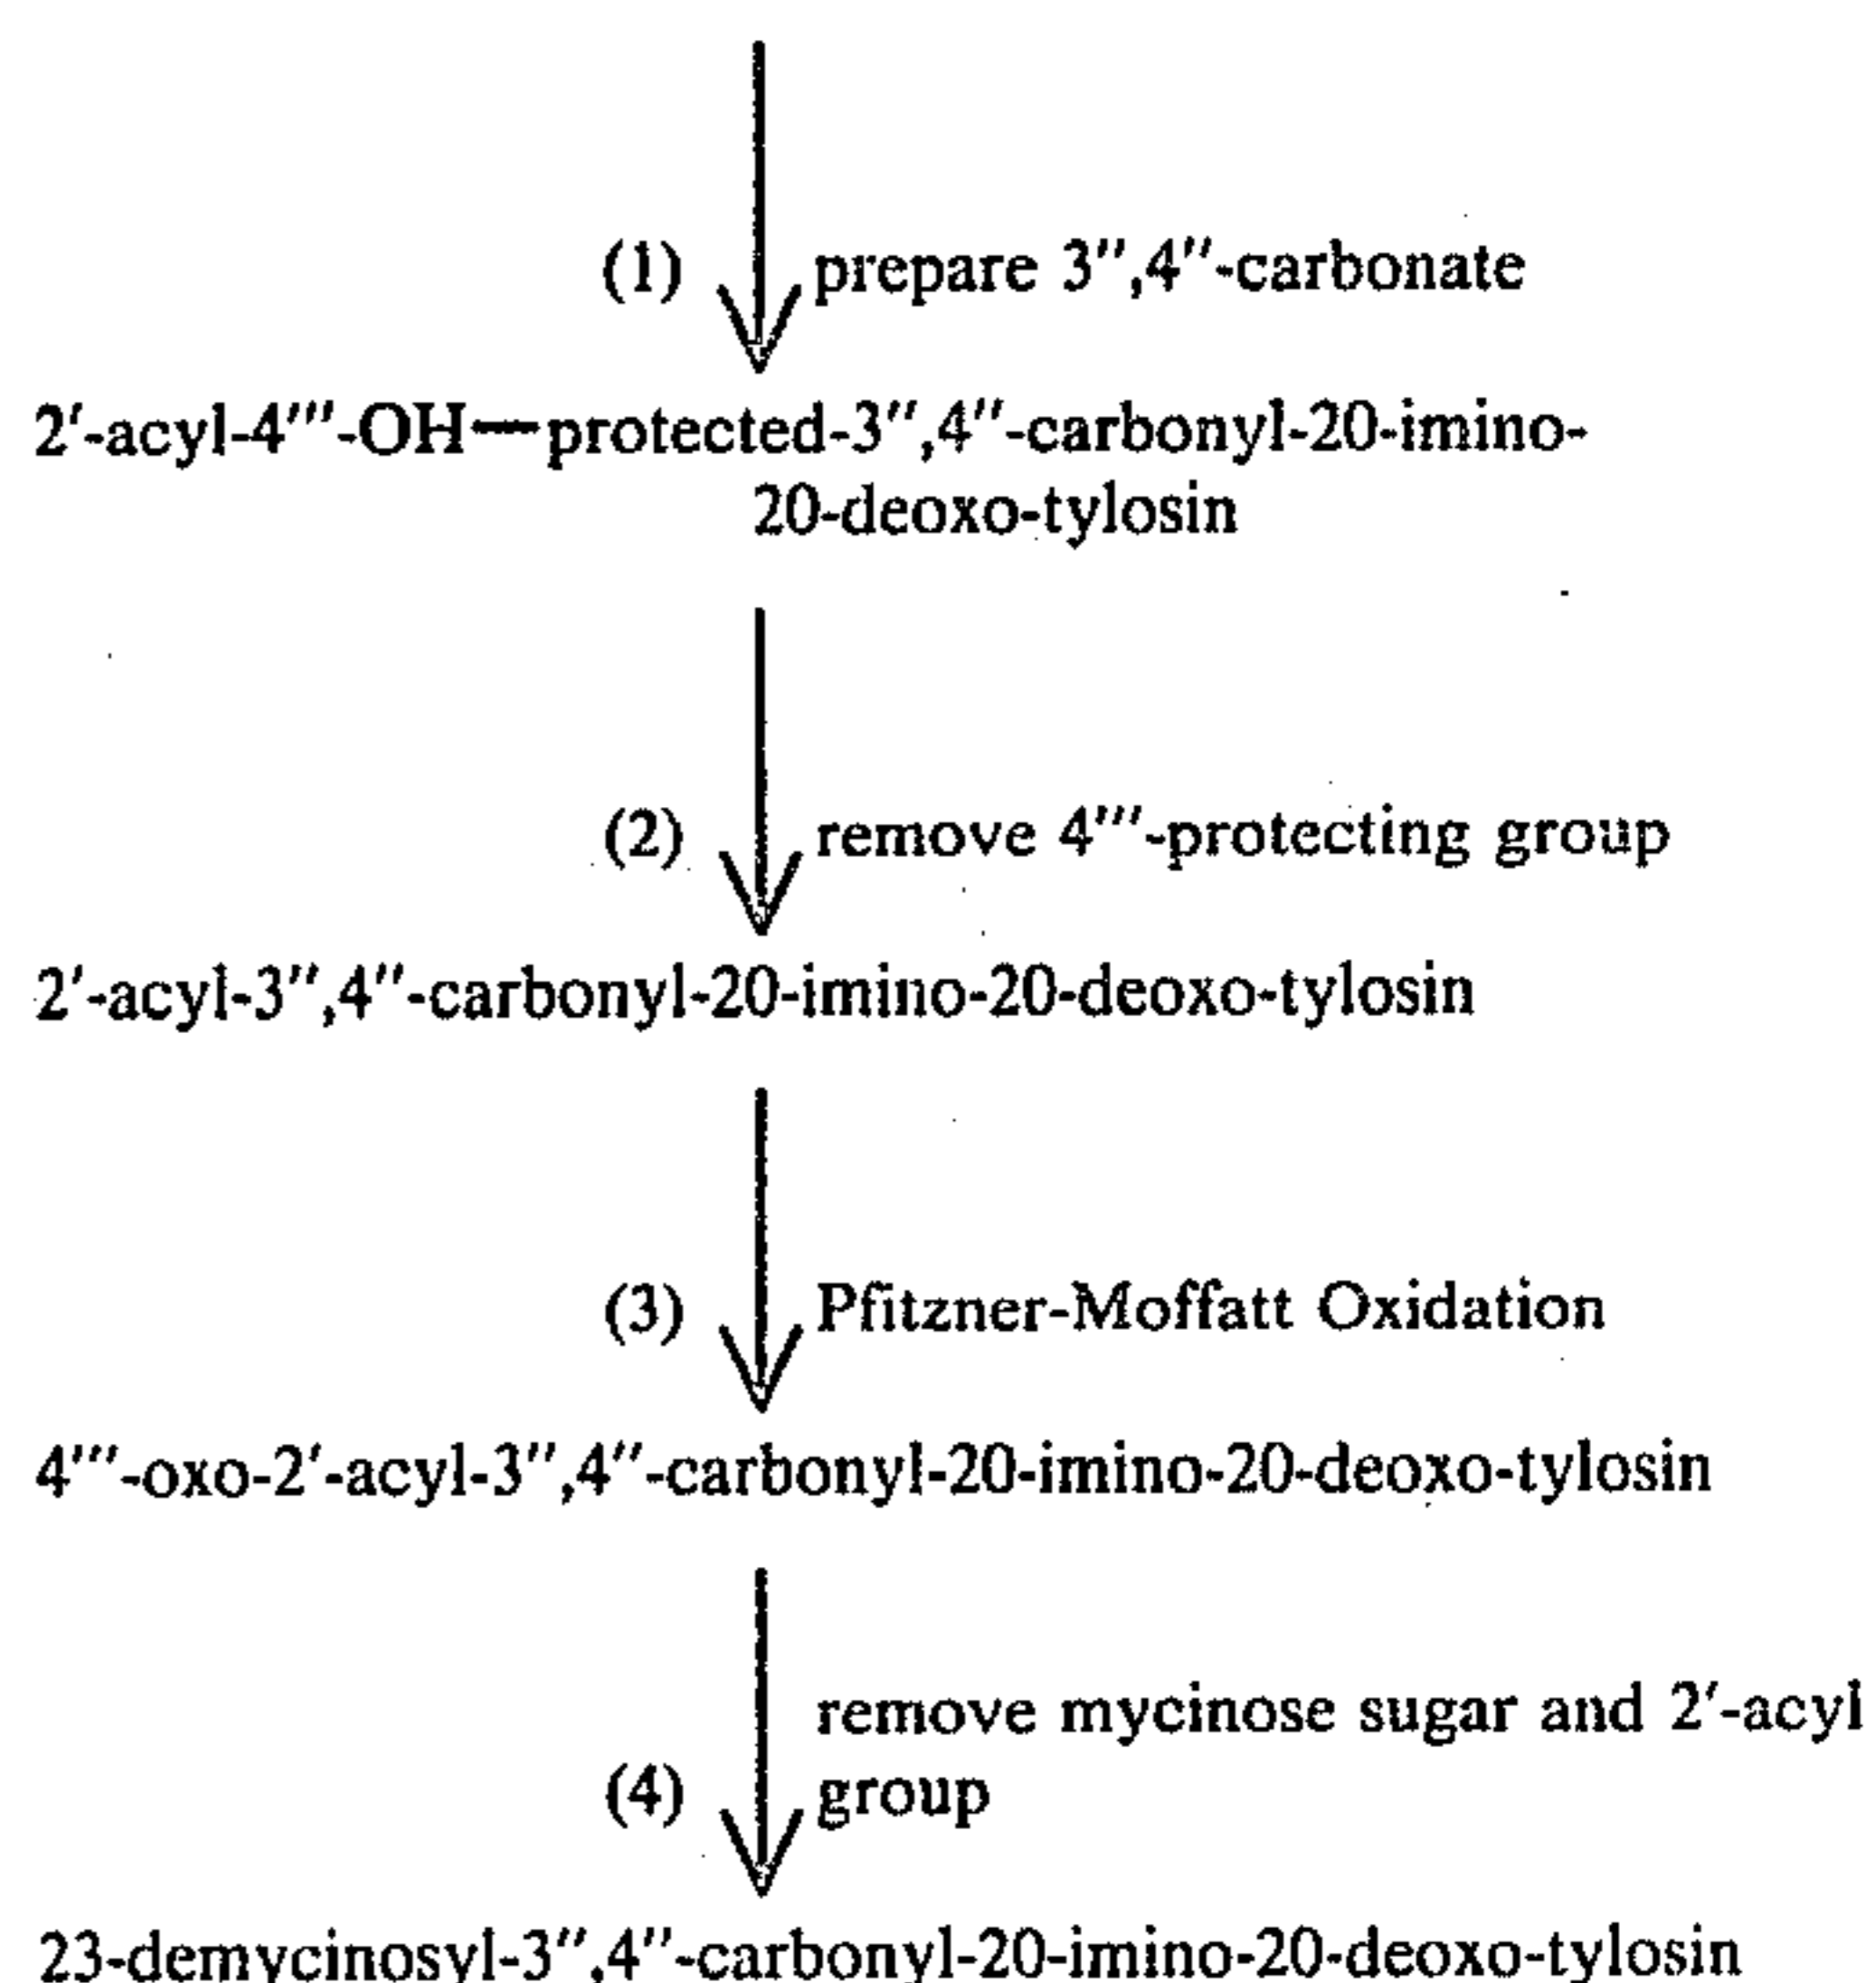 (1) prepare 3″,4″-carbonate
2′-acyl-4‴-OH—protected-3″,4″-carbonyl-20-imino-
20-deoxo-tylosin
(2) remove 4‴-protecting group
2′-acyl-3″,4″-carbonyl-20-imino-20-deoxo-tylosin
(3) Pfitzner-Moffatt Oxidation
4‴-oxo-2′-acyl-3″,4″-carbonyl-20-imino-20-deoxo-tylosin
remove mycinose sugar and 2′-acyl
(4) group
23-demycinosyl-3″,4″-carbonyl-20-imino-20-deoxo-tylosin